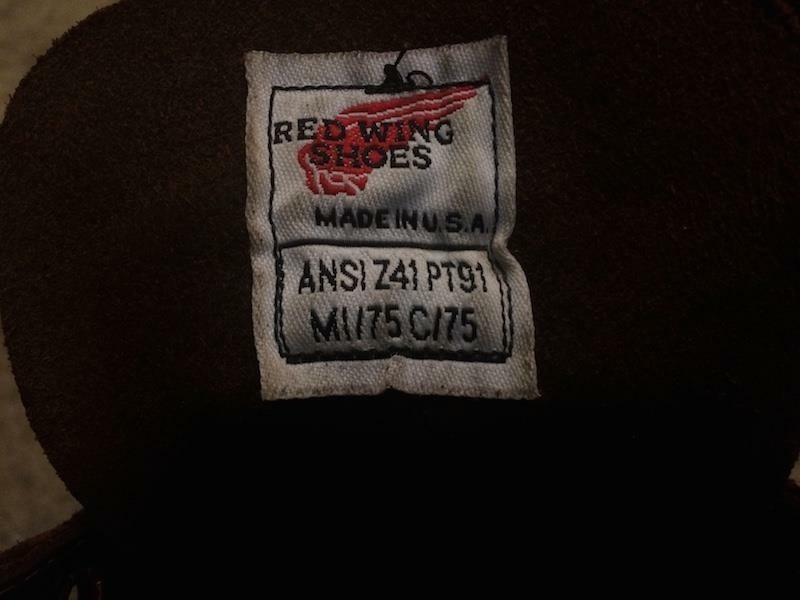 RED WING
SHOES
MADE IN U.S.A.
ANSI Z41 PT91
MI/75 C/75